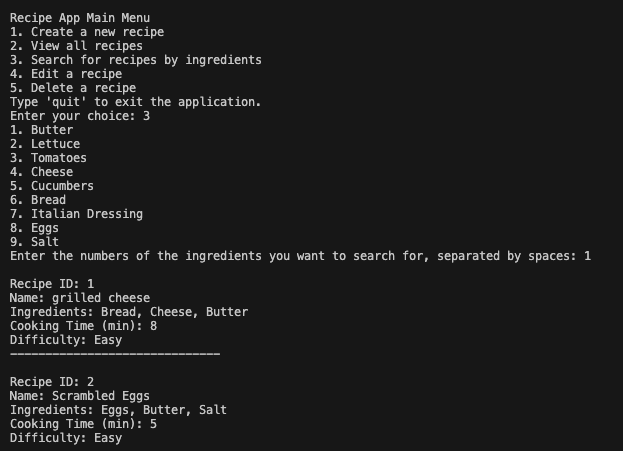 Recipe App Main Menu
1. Create a new recipe
2. View all recipes
3. Search for recipes by ingredients
4. Edit a recipe
5. Delete a recipe
Type 'quit' to exit the application.
Enter your choice: 3
1. Butter
2. Lettuce
3. Tomatoes
4. Cheese
5. Cucumbers
6. Bread
7. Italian Dressing
8. Eggs
9. Salt
Enter the numbers of the ingredients you want to search for, separated by spaces: 1
Recipe ID: 1
Name: grilled cheese
Ingredients: Bread, Cheese, Butter
Cooking Time (min): 8
Difficulty: Easy
------------------------------
Recipe ID: 2
Name: Scrambled Eggs
Ingredients: Eggs, Butter, Salt
Cooking Time (min): 5
Difficulty: Easy